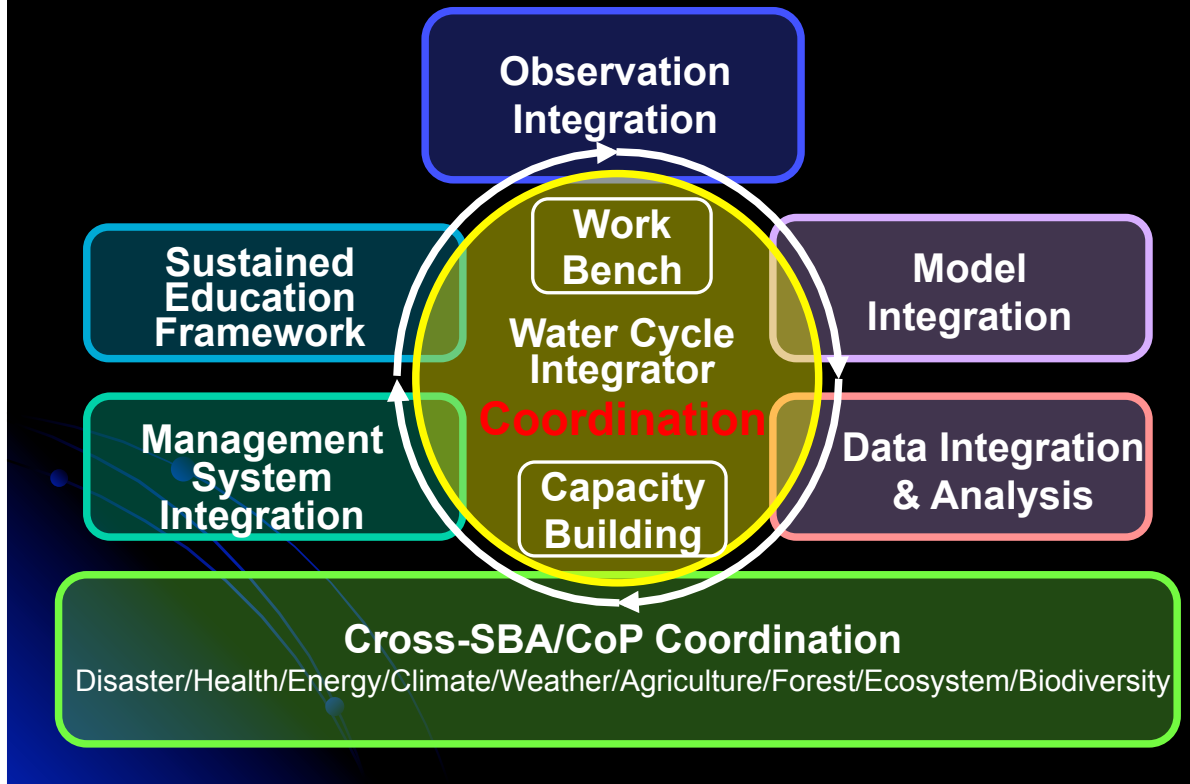 Observation
Integration
Work
Bench
Sustained
Education
Framework
Model
Integration
Water Cycle
Integrator
Coordination
Management
System
Integration
Data Integration
& Analysis
Capacity
Building
Cross-SBA/CoP Coordination
Disaster/Health/Energy/Climate/Weather/Agriculture/Forest/Ecosystem/Biodiversity